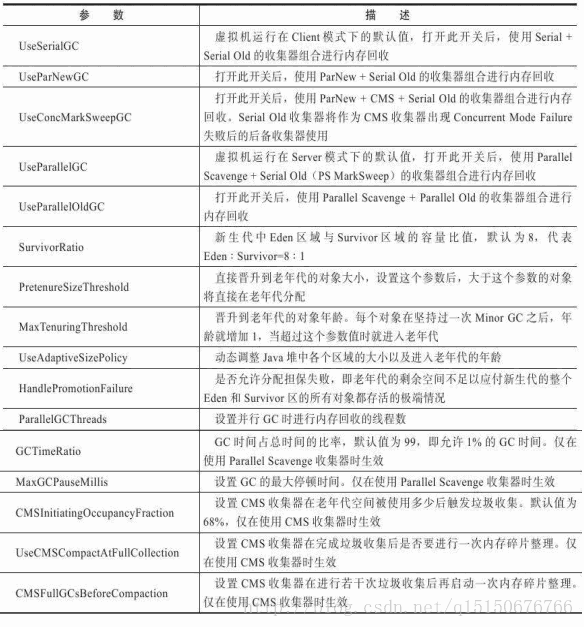 参 数 描 述
UseSerialGC
虚拟机运行在 Client 模式下的默认值，打开此开关后，使用 Serial +
Serial Old 的收集器组合进行内存回收
UseParNewGC
打开此开关后，使用 ParNew + Serial Old 的收集器组合进行内存回收
UseConcMarkSweepGC
打开此开关后，使用 ParNew + CMS + Serial Old 的收集器组合进行内存
回收。Serial Old 收集器将作为 CMS 收集器出现 Concurrent Mode Failure
失败后的后备收集器使用
UseParallelGC
虚拟机运行在 Server 模式下的默认值，打开此开关后，使用 Parallel
Scavenge + Serial Old（PS MarkSweep）的收集器组合进行内存回收
UseParallelOldGC
打开此开关后，使用 Parallel Scavenge + Parallel Old 的收集器组合进行
内存回收
SurvivorRatio
新生代中 Eden 区域与 Survivor 区域的容量比值，默认为 8，代表
Eden：Survivor=8：1
PretenureSizeThreshold
直接晋升到老年代的对象大小，设置这个参数后，大于这个参数的对象
将直接在老年代分配
MaxTenuringThreshold
晋升到老年代的对象年龄。每个对象在坚持过一次 Minor GC 之后，年
龄就增加 1，当超过这个参数值时就进入老年代
UseAdaptiveSizePolicy
动态调整 Java 堆中各个区域的大小以及进入老年代的年龄
HandlePromotionFailure
是否允许分配担保失败，即老年代的剩余空间不足以应付新生代的整个
Eden 和 Survivor 区的所有对象都存活的极端情况
ParallelGCThreads
设置并行 GC 时进行内存回收的线程数
GCTimeRatio
GC 时间占总时间的比率，默认值为 99，即允许 1% 的 GC 时间。仅在
使用 Parallel Scavenge 收集器时生效
MaxGCPauseMillis
设置 GC 的最大停顿时间。仅在使用 Parallel Scavenge 收集器时生效
CMSInitiatingOccupancyFraction
设置 CMS 收集器在老年代空间被使用多少后触发垃圾收集。默认值为
68%，仅在使用 CMS 收集器时生效
UseCMSCompactAtFullCollection
设置 CMS 收集器在完成垃圾收集后是否要进行一次内存碎片整理。仅
在使用 CMS 收集器时生效
CMSFullGCsBeforeCompaction
设置 CMS 收集器在进行若干次垃圾收集后再启动一次内存碎片整理。
仅在使用 CMS 收集器时生效
http://blog.csdn.net/q15150676766